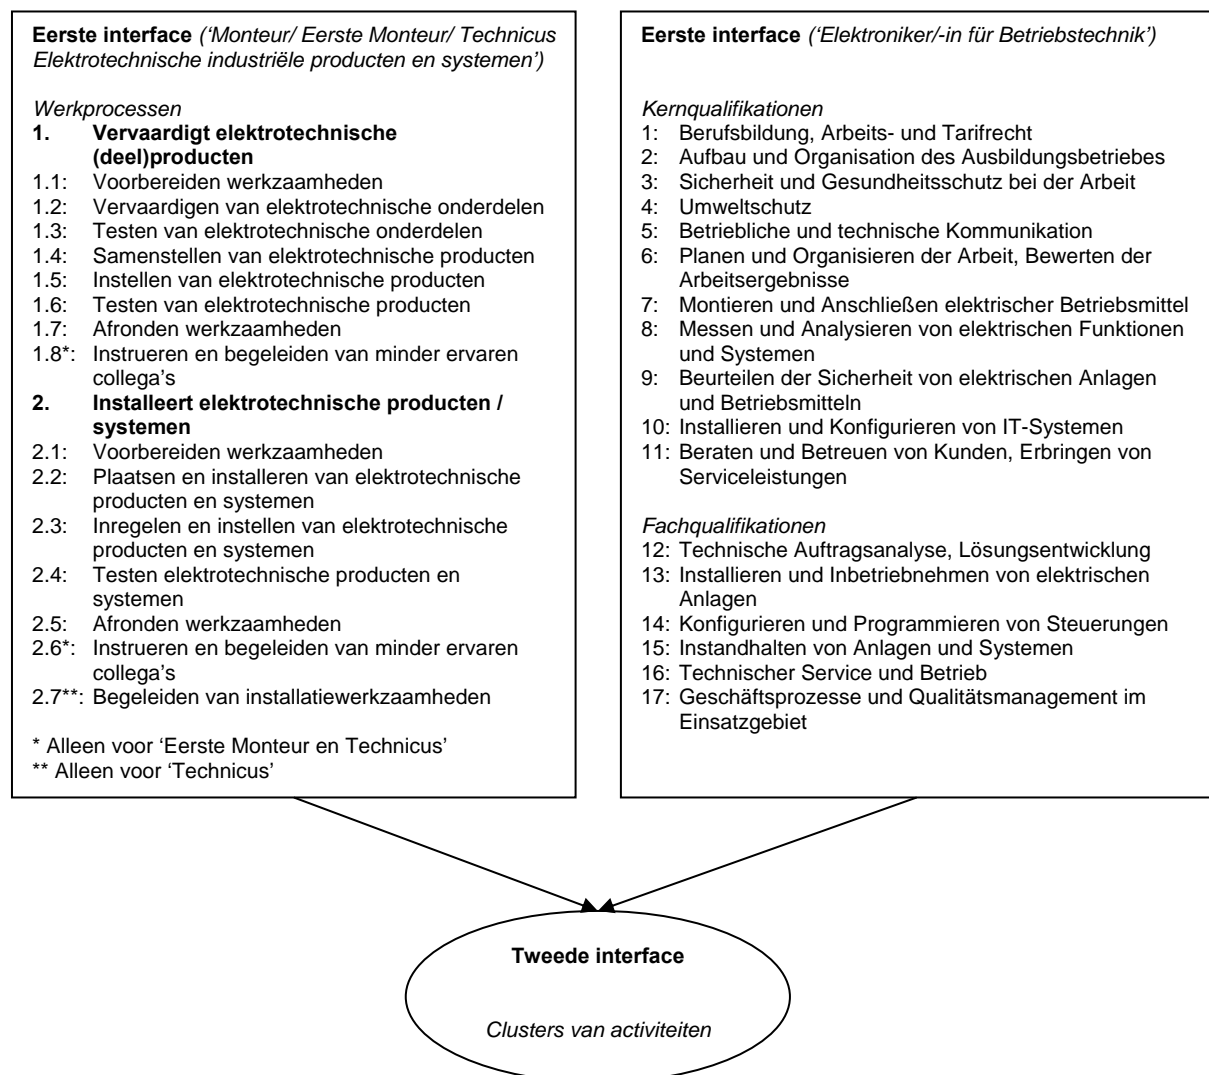 Eerste interface (‘Monteur/ Eerste Monteur/ Technicus
Elektrotechnische industriële producten en systemen’)
Werkprocessen
1. Vervaardigt elektrotechnische
(deel)producten
1.1: Voorbereiden werkzaamheden
1.2: Vervaardigen van elektrotechnische onderdelen
1.3: Testen van elektrotechnische onderdelen
1.4: Samenstellen van elektrotechnische producten
1.5: Instellen van elektrotechnische producten
1.6: Testen van elektrotechnische producten
1.7: Afronden werkzaamheden
1.8*: Instrueren en begeleiden van minder ervaren
collega’s
2. Installeert elektrotechnische producten /
systemen
2.1: Voorbereiden werkzaamheden
2.2: Plaatsen en installeren van elektrotechnische
producten en systemen
2.3: Inregelen en instellen van elektrotechnische
producten en systemen
2.4: Testen elektrotechnische producten en
systemen
2.5: Afronden werkzaamheden
2.6*: Instrueren en begeleiden van minder ervaren
collega’s
2.7**: Begeleiden van installatiewerkzaamheden
* Alleen voor ‘Eerste Monteur en Technicus’
** Alleen voor ‘Technicus’
Eerste interface (‘Elektroniker/-in für Betriebstechnik’)
Kernqualifikationen
1: Berufsbildung, Arbeits- und Tarifrecht
2: Aufbau und Organisation des Ausbildungsbetriebes
3: Sicherheit und Gesundheitsschutz bei der Arbeit
4: Umweltschutz
5: Betriebliche und technische Kommunikation
6: Planen und Organisieren der Arbeit, Bewerten der
Arbeitsergebnisse
7: Montieren und Anschließen elektrischer Betriebsmittel
8: Messen und Analysieren von elektrischen Funktionen
und Systemen
9: Beurteilen der Sicherheit von elektrischen Anlagen
und Betriebsmitteln
10: Installieren und Konfigurieren von IT-Systemen
11: Beraten und Betreuen von Kunden, Erbringen von
Serviceleistungen
Fachqualifikationen
12: Technische Auftragsanalyse, Lösungsentwicklung
13: Installieren und Inbetriebnehmen von elektrischen
Anlagen
14: Konfigurieren und Programmieren von Steuerungen
15: Instandhalten von Anlagen und Systemen
16: Technischer Service und Betrieb
17: Geschäftsprozesse und Qualitätsmanagement im
Einsatzgebiet
Tweede interface
Clusters van activiteiten